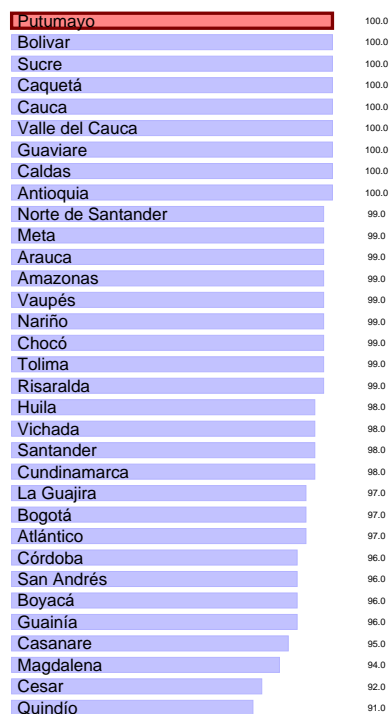 Putumayo 100.0
Bolivar 100.0
Sucre 100.0
Caquetá 100.0
Cauca 100.0
Valle del Cauca 100.0
Guaviare 100.0
Caldas 100.0
Antioquia 100.0
Norte de Santander 99.0
Meta 99.0
Arauca 99.0
Amazonas 99.0
Vaupés 99.0
Nariño 99.0
Chocó 99.0
Tolima 99.0
Risaralda 99.0
Huila 98.0
Vichada 98.0
Santander 98.0
Cundinamarca 98.0
La Guajira 97.0
Bogotá 97.0
Atlántico 97.0
Córdoba 96.0
San Andrés 96.0
Boyacá 96.0
Guainía 96.0
Casanare 95.0
Magdalena 94.0
Cesar 92.0
Quindío 91.0